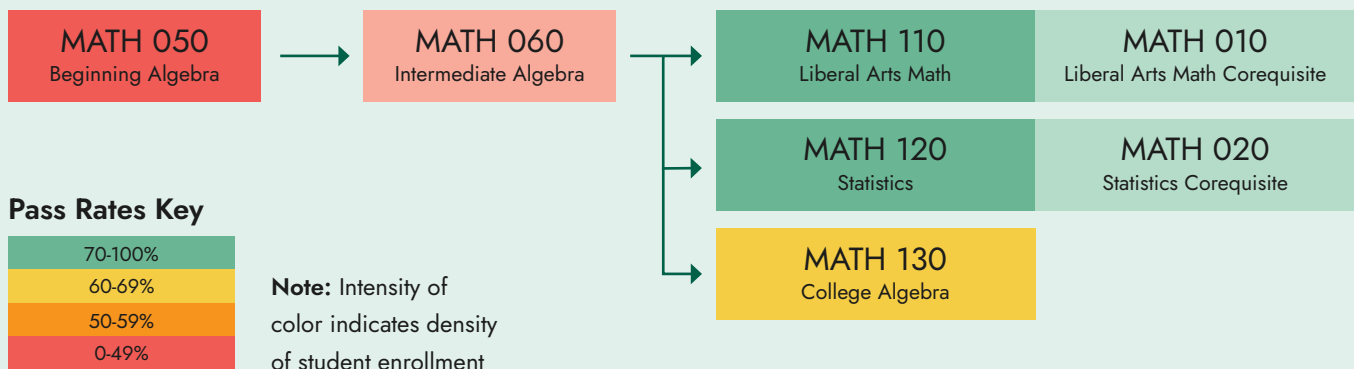 MATH 050
Beginning Algebra
MATH 060
Intermediate Algebra
MATH 110
Liberal Arts Math
MATH 010
Liberal Arts Math Corequisite
MATH 120
Statistics
MATH 020
Statistics Corequisite
MATH 130
College Algebra
Pass Rates Key
70-100%
60-69%
50-59%
0-49%
Note: Intensity of
color indicates density
of student enrollment